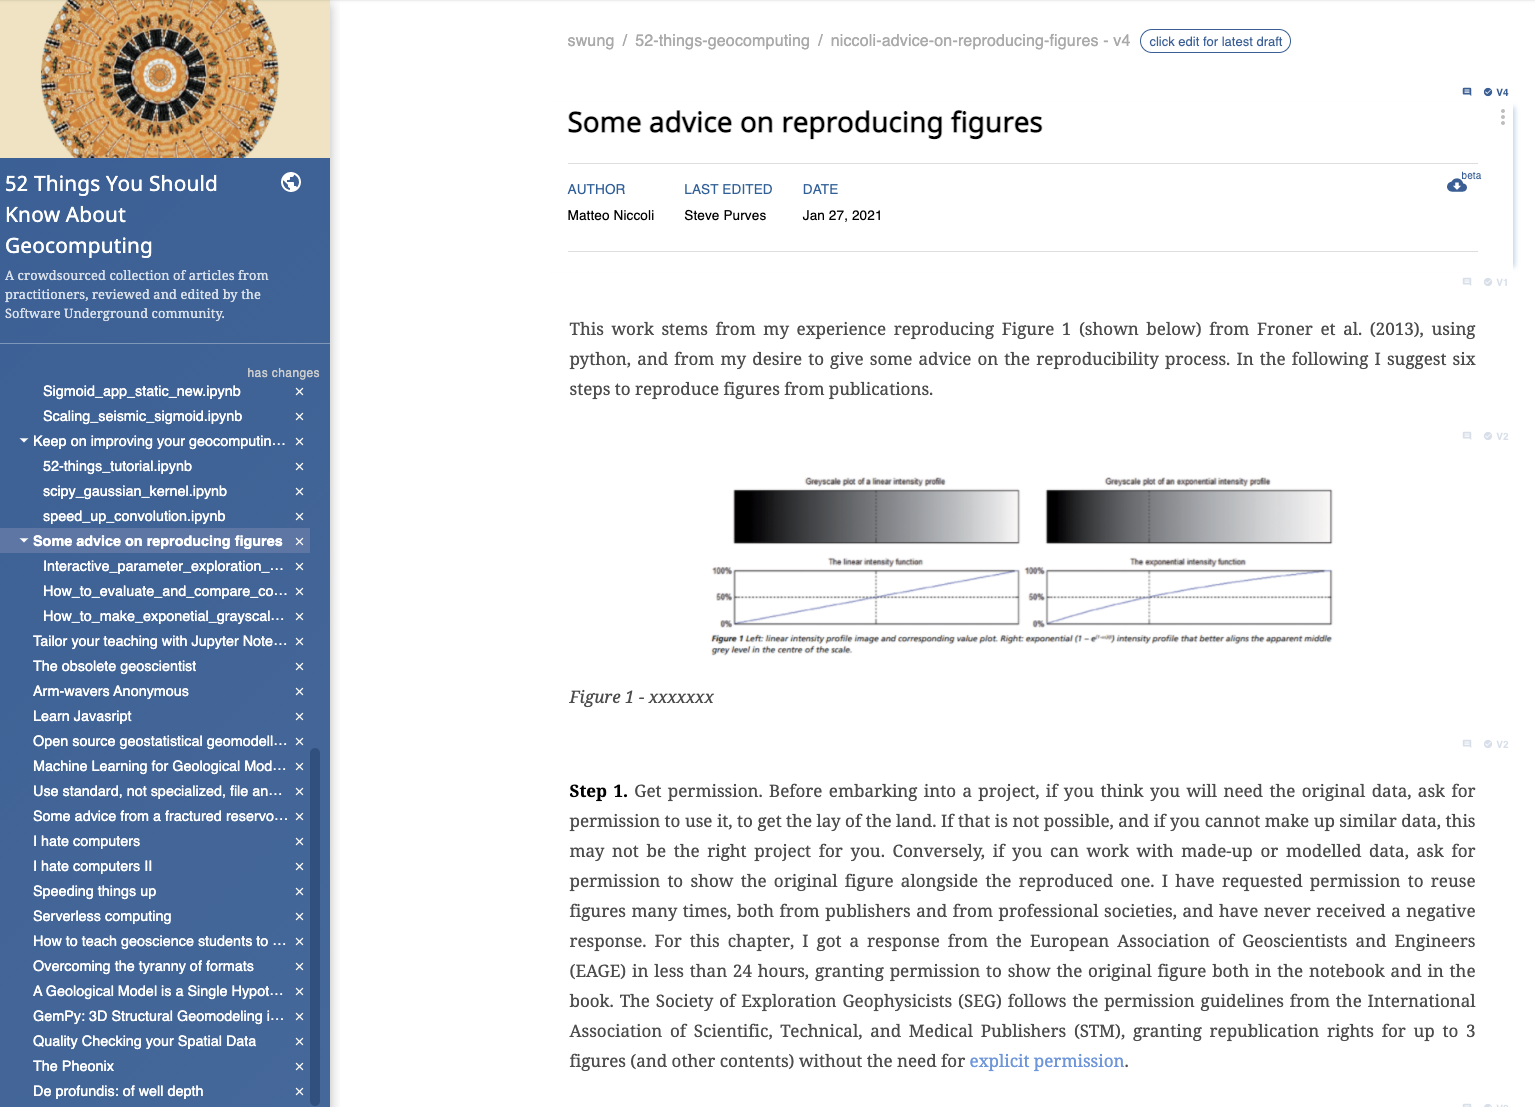 swung / 52-things-geocomputing / niccoli-advice-on-reproducing-figures - v4 click edit for latest draft
V4
Some advice on reproducing figures
beta
AUTHOR LAST EDITED DATE
Matteo Niccoli Steve Purves Jan 27, 2021
52 Things You Should
Know About
Geocomputing
A crowdsourced collection of articles from
practitioners, reviewed and edited by the
Software Underground community.
has changes
Sigmoid_app_static_new.ipynb ×
Scaling_seismic_sigmoid.ipynb ×
Keep on improving your geocomputin... ×
52-things_tutorial.ipynb ×
scipy_gaussian_kernel.ipynb ×
speed_up_convolution.ipynb ×
Some advice on reproducing figures ×
Interactive_parameter_exploration_... ×
How_to_evaluate_and_compare_co... ×
How_to_make_exponetial_grayscal... ×
Tailor your teaching with Jupyter Note... ×
The obsolete geoscientist ×
Arm-wavers Anonymous ×
Learn Javasript ×
Open source geostatistical geomodell... ×
Machine Learning for Geological Mod... ×
Use standard, not specialized, file an... ×
Some advice from a fractured reservo... ×
I hate computers ×
I hate computers II ×
Speeding things up ×
Serverless computing ×
How to teach geoscience students to ... ×
Overcoming the tyranny of formats ×
A Geological Model is a Single Hypot... ×
GemPy: 3D Structural Geomodeling i... ×
Quality Checking your Spatial Data ×
The Pheonix ×
De profundis: of well depth ×
V1
This work stems from my experience reproducing Figure 1 (shown below) from Froner et al. (2013), using
python, and from my desire to give some advice on the reproducibility process. In the following I suggest six
steps to reproduce figures from publications.
V2
Greyscale plot of a linear intensity profile
Greyscale plot of an exponential intensity profile
The linear intensity function
100%
50%
0%
The exponential intensity function
100%
50%
0%
Figure 1 Left: linear intensity profile image and corresponding value plot. Right: exponential intensity profile that better aligns the apparent middle
grey level in the centre of the scale.
Figure 1 - xxxxxxx
V2
Step 1. Get permission. Before embarking into a project, if you think you will need the original data, ask for
permission to use it, to get the lay of the land. If that is not possible, and if you cannot make up similar data, this
may not be the right project for you. Conversely, if you can work with made-up or modelled data, ask for
permission to show the original figure alongside the reproduced one. I have requested permission to reuse
figures many times, both from publishers and from professional societies, and have never received a negative
response. For this chapter, I got a response from the European Association of Geoscientists and Engineers
(EAGE) in less than 24 hours, granting permission to show the original figure both in the notebook and in the
book. The Society of Exploration Geophysicists (SEG) follows the permission guidelines from the International
Association of Scientific, Technical, and Medical Publishers (STM), granting republication rights for up to 3
figures (and other contents) without the need for explicit permission.